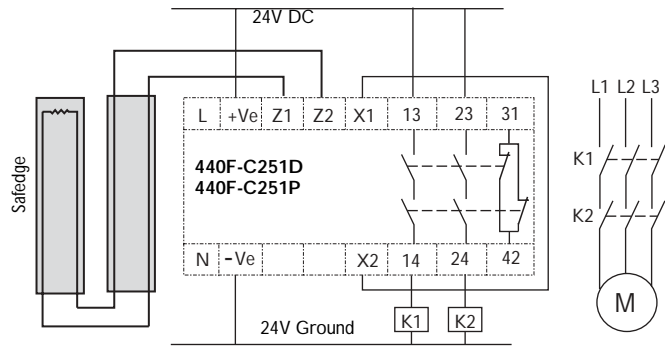 24V DC
L +Ve Z1 Z2 X1 13 23 31
L1 L2 L3
Safedge
440F-C251D
440F-C251P
K1
K2
N -Ve X2 14 24 42
K1 K2
M
24V Ground